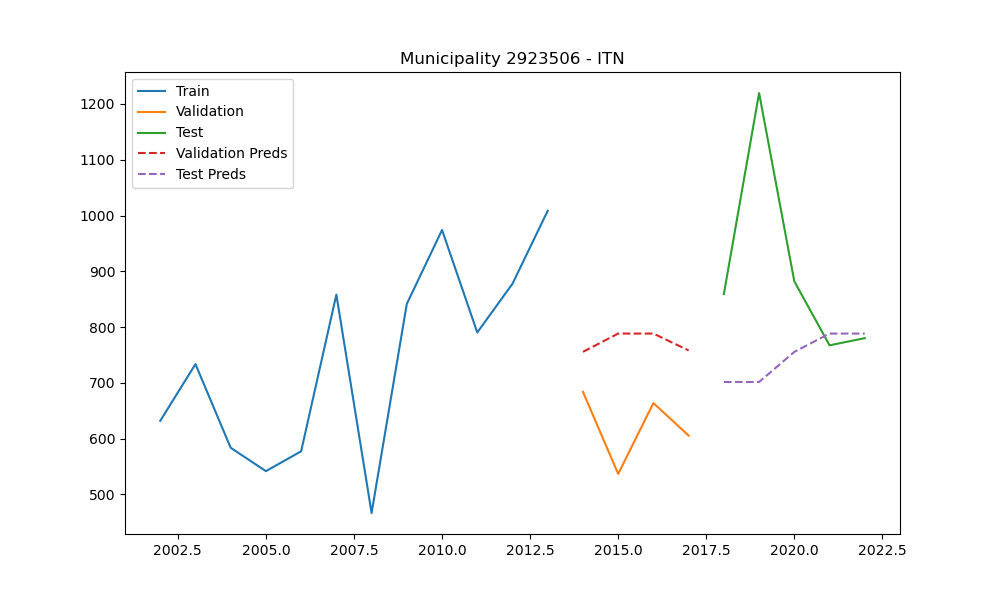 Municipality 2923506 - ITN
Train
Validation
Test
Validation Preds
Test Preds
1200
1100
1000
900
800
700
600
500
2002.5 2005.0 2007.5 2010.0 2012.5 2015.0 2017.5 2020.0 2022.5